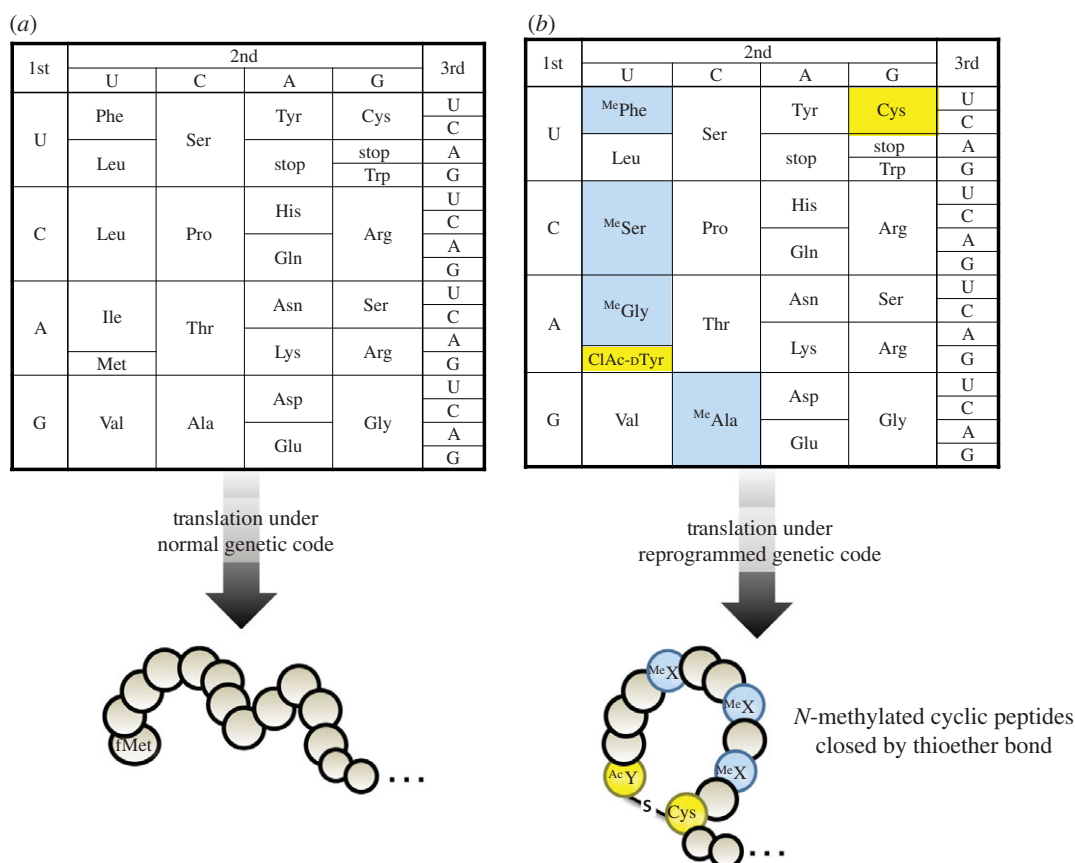 (a)
1st 2nd 3rd
U C A G
U Phe Ser Tyr Cys U
C
Leu stop stop A
Trp G
C Leu Pro His Arg U
C
Gln A
G
A Ile Thr Asn Ser U
C
Lys Arg A
Met G
G Val Ala Asp Gly U
C
Glu A
G
translation under
normal genetic code
fMet
...
(b)
1st 2nd 3rd
U C A G
U MePhe Ser Tyr Cys U
C
Leu stop stop A
Trp G
C MeSer Pro His Arg U
C
Gln A
G
A MeGly Thr Asn Ser U
C
Lys Arg A
ClAc-DTyr G
G Val MeAla Asp Gly U
C
Glu A
G
translation under
reprogrammed genetic code
MeX
MeX
MeX
AcY
S
Cys
...
N-methylated cyclic peptides
closed by thioether bond